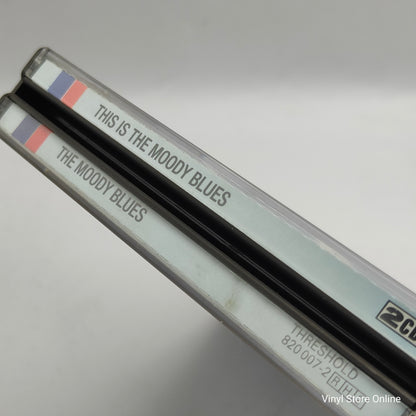 THIS IS THE MOODY BLUES
2CD
THE MOODY BLUES
THRESHOLD
820 007-2
Vinyl Store Online